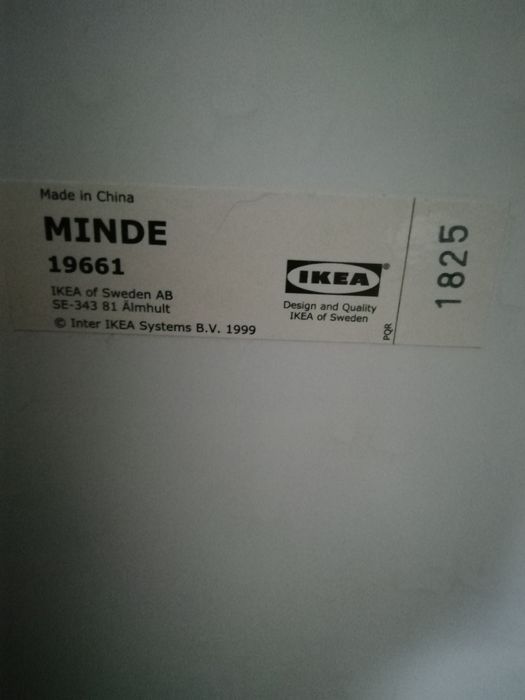 Made in China
MINDE
19661
IKEA of Sweden AB
SE-343 81 Älmhult
© Inter IKEA Systems B.V. 1999
IKEA®
Design and Quality
IKEA of Sweden
PQR
1825